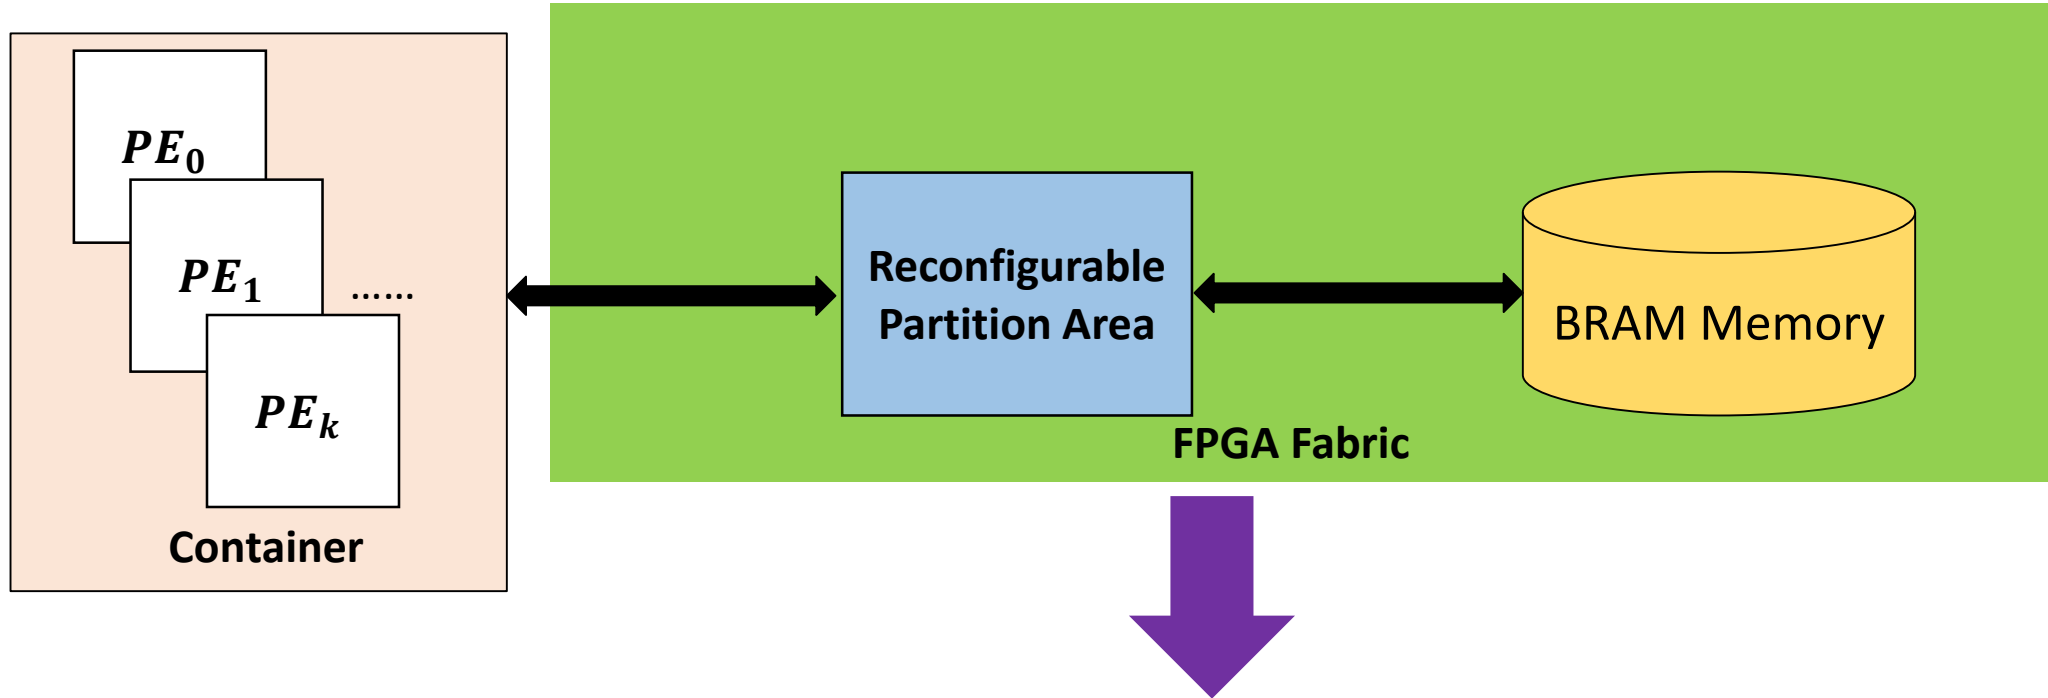 PE₀
PE₁
......
PEₖ
Container
Reconfigurable
Partition Area
BRAM Memory
FPGA Fabric